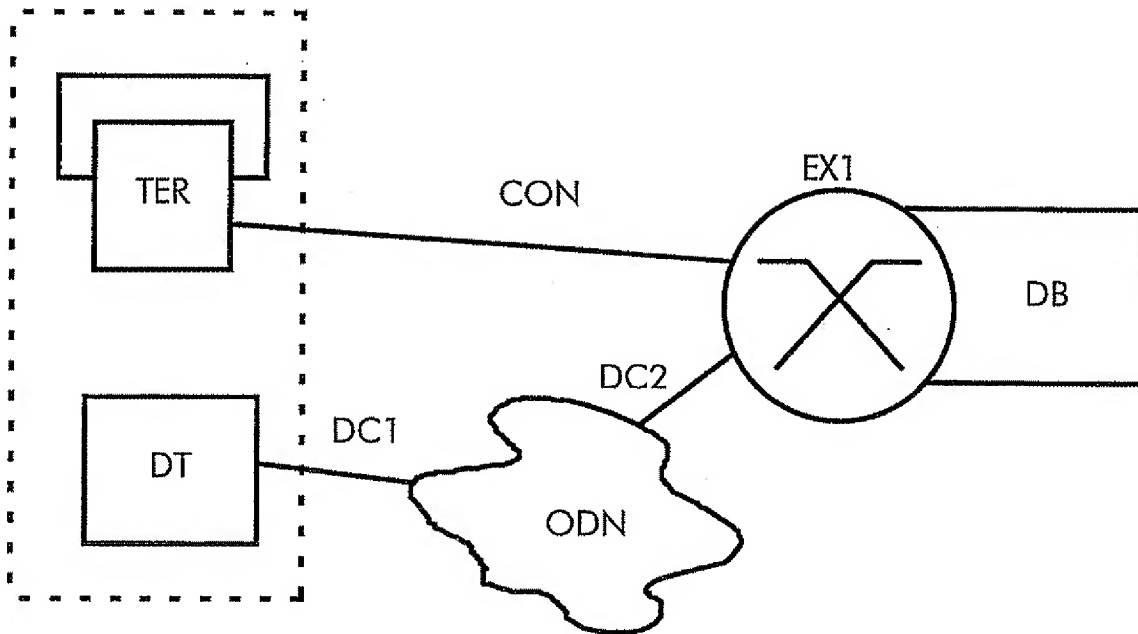 TER
CON
EX1
DB
DC2
DC1
DT
ODN